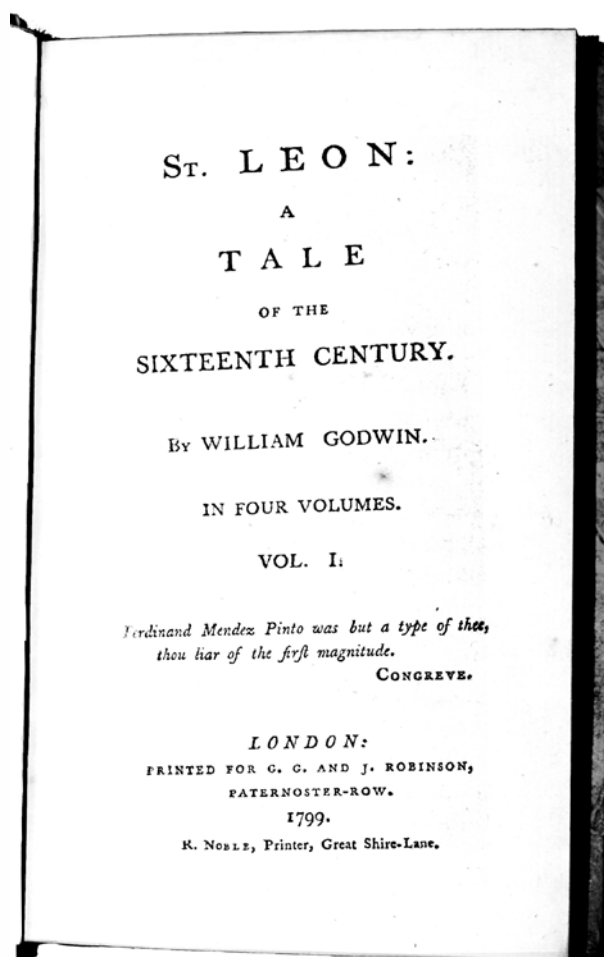 St. LEON:
A
TALE
OF THE
SIXTEENTH CENTURY.
By WILLIAM GODWIN.
IN FOUR VOLUMES.
VOL. I.
Ferdinand Mendez Pinto was but a type of thee,
thou liar of the firſt magnitude.
CONGREVE.
LONDON:
PRINTED FOR G. G. AND J. ROBINSON,
PATERNOSTER-ROW.
1799.
R. NOBLE, Printer, Great Shire-Lane.